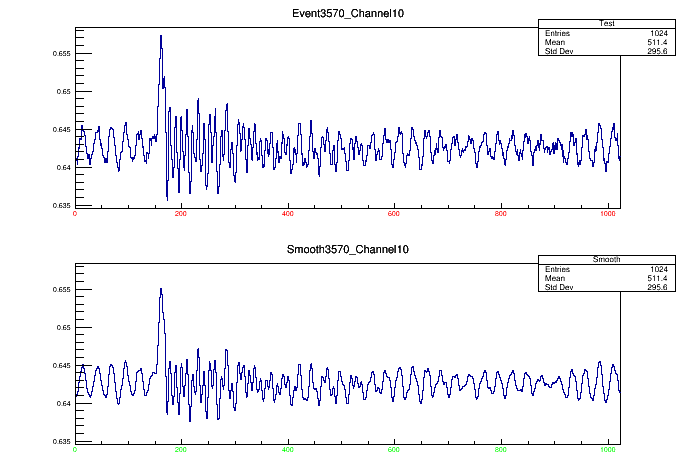 Event3570_Channel10
Test
Entries 1024
Mean 511.4
Std Dev 295.6
0.655
0.65
0.645
0.64
0.635
0 200 400 600 800 1000
Smooth3570_Channel10
Smooth
Entries 1024
Mean 511.4
Std Dev 295.6
0.655
0.65
0.645
0.64
0.635
0 200 400 600 800 1000